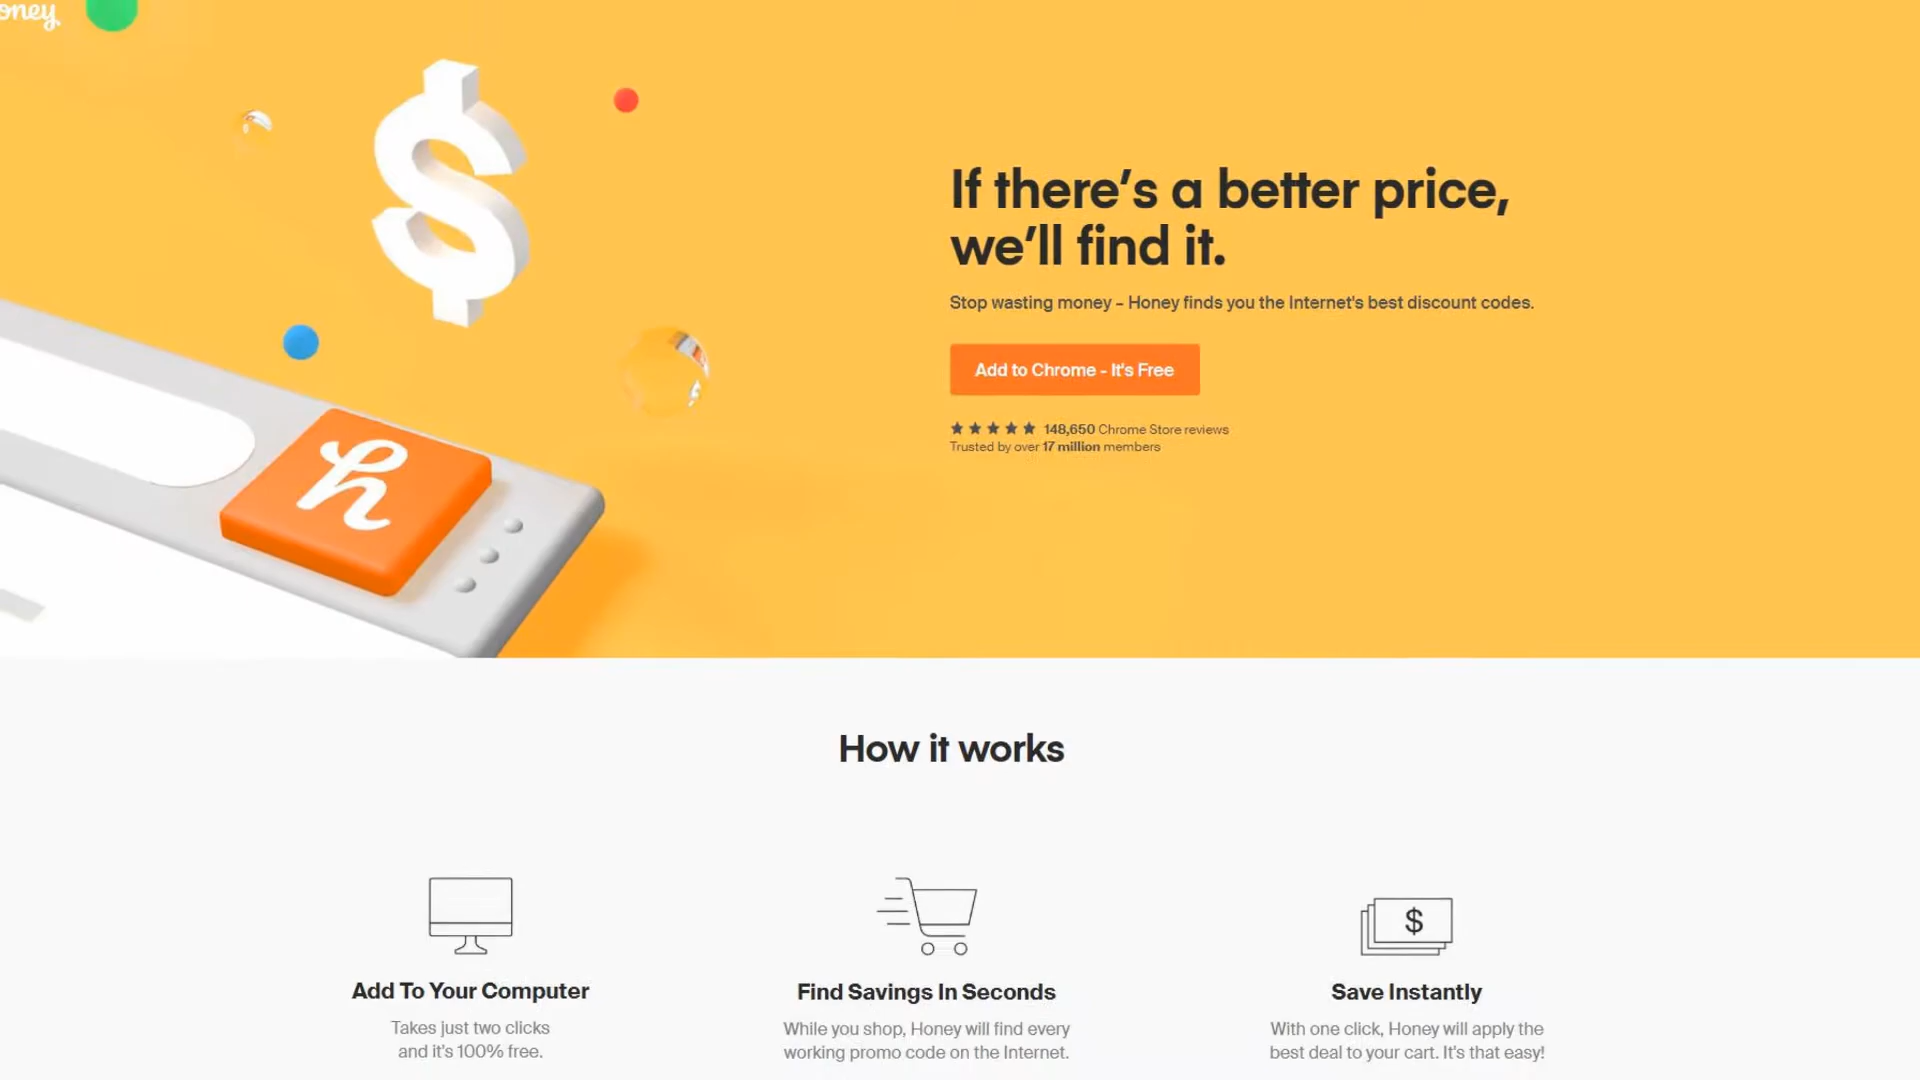 oney
$
If there's a better price,
we'll find it.
Stop wasting money – Honey finds you the Internet's best discount codes.
Add to Chrome - It's Free
148,650 Chrome Store reviews
Trusted by over 17 million members
h
How it works
$
Add To Your Computer
Find Savings In Seconds
Save Instantly
Takes just two clicks
and it's 100% free.
While you shop, Honey will find every
working promo code on the Internet.
With one click, Honey will apply the
best deal to your cart. It's that easy!